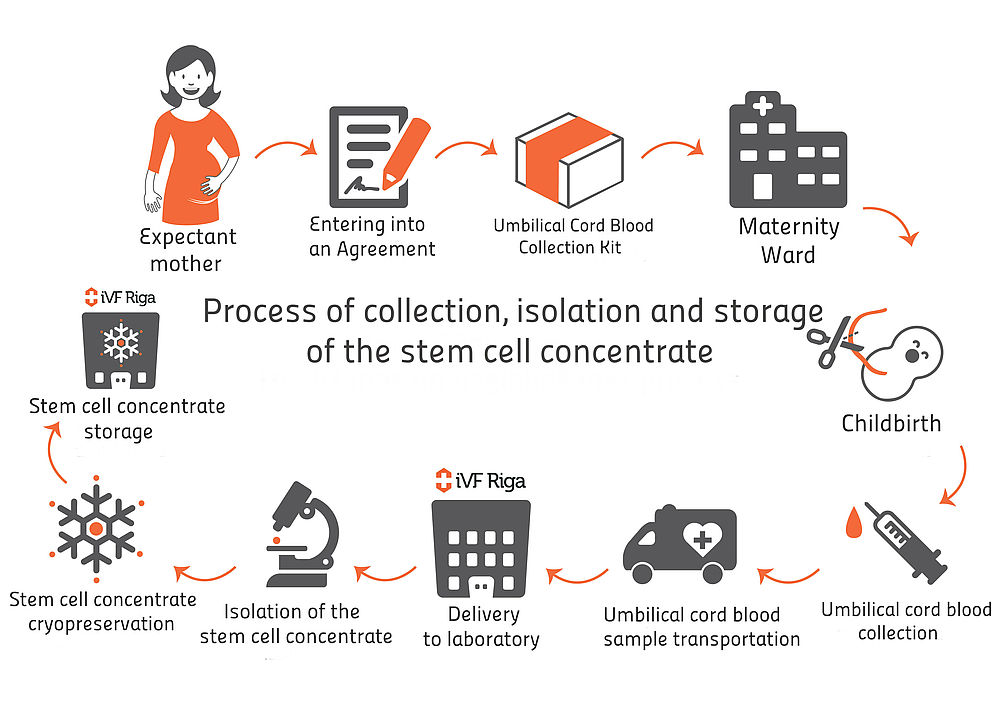 Expectant
mother
Entering into
an Agreement
Umbilical Cord Blood
Collection Kit
Maternity
Ward
Process of collection, isolation and storage
of the stem cell concentrate
Childbirth
Umbilical cord blood
collection
Umbilical cord blood
sample transportation
iVF Riga
Delivery
to laboratory
Isolation of the
stem cell concentrate
Stem cell concentrate
cryopreservation
iVF Riga
Stem cell concentrate
storage